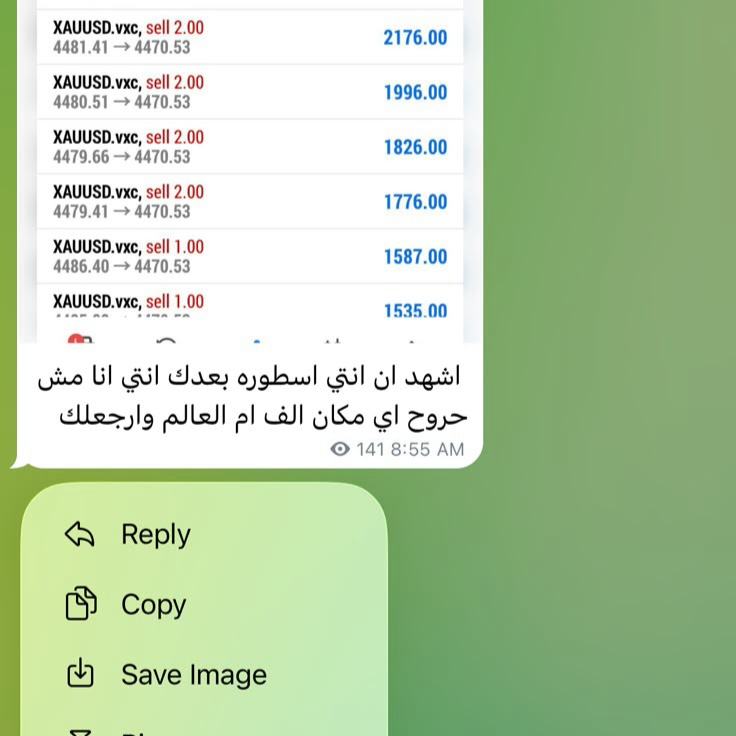 XAUUSD.vxc, sell 2.00
4481.41 → 4470.53
2176.00
XAUUSD.vxc, sell 2.00
4480.51 → 4470.53
1996.00
XAUUSD.vxc, sell 2.00
4479.66 → 4470.53
1826.00
XAUUSD.vxc, sell 2.00
4479.41 → 4470.53
1776.00
XAUUSD.vxc, sell 1.00
4486.40 → 4470.53
1587.00
XAUUSD.vxc, sell 1.00
1535.00
اشهد ان انتي اسطوره بعدك انتي انا مش
حروح اي مكان الف ام العالم وارجعلك
141 8:55 AM
Reply
Copy
Save Image